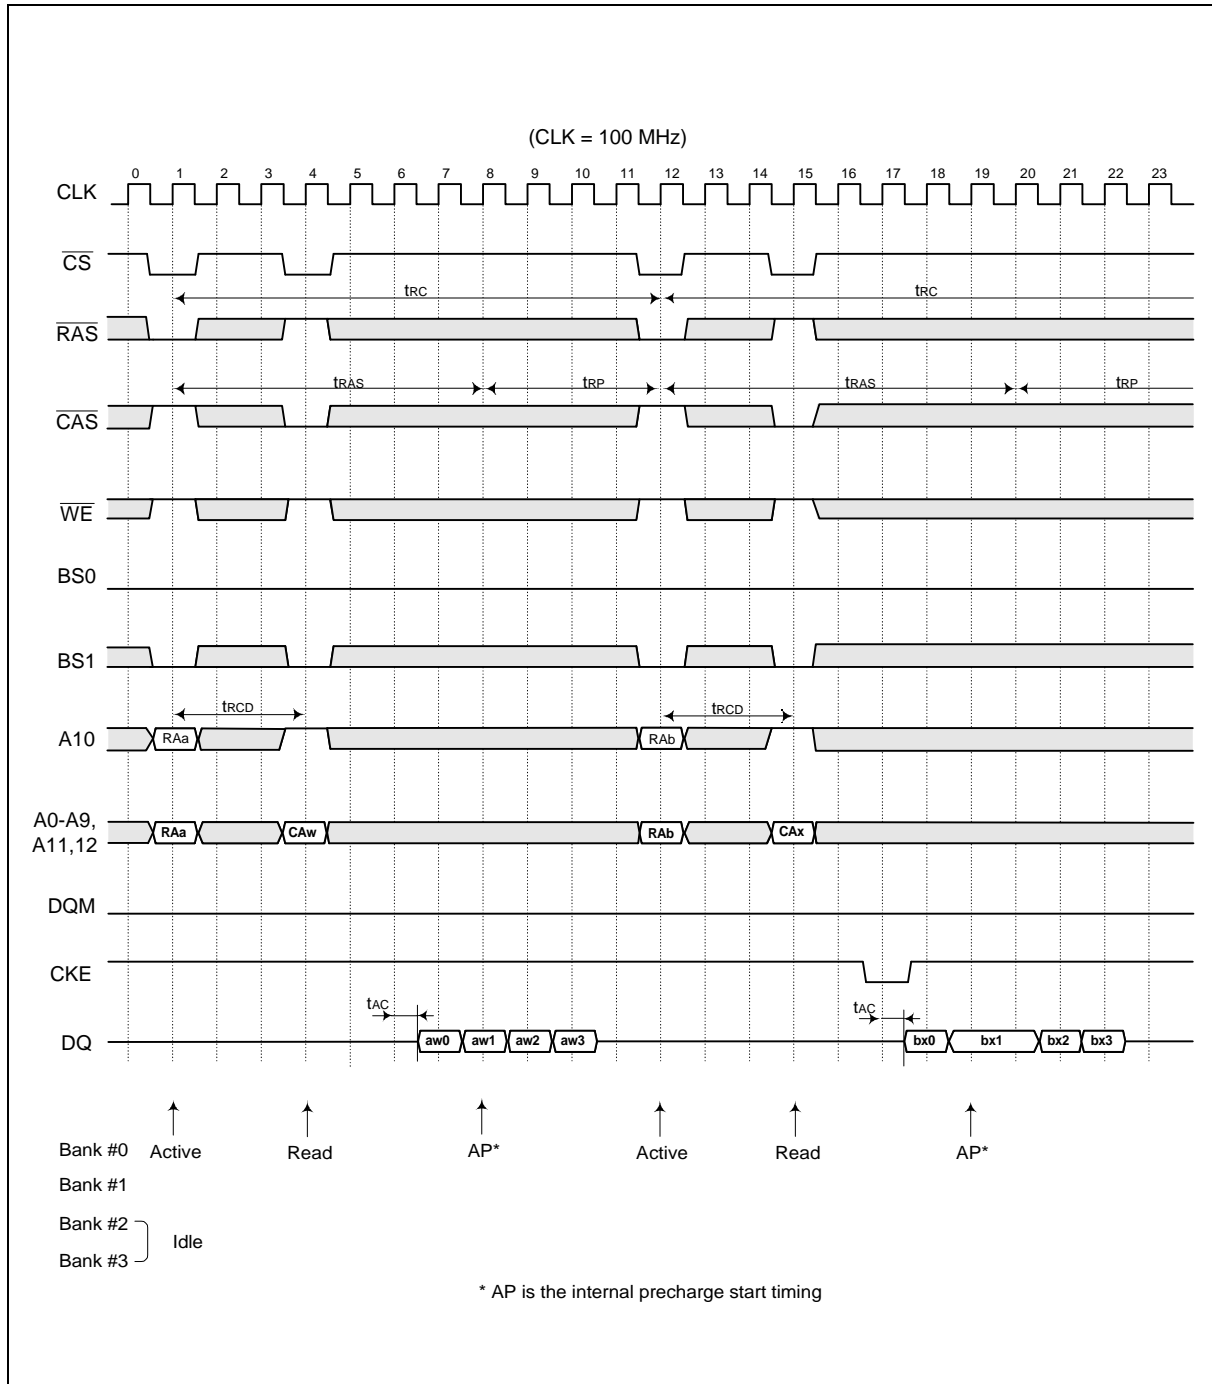 (CLK = 100 MHz)
0 1 2 3 4 5 6 7 8 9 10 11 12 13 14 15 16 17 18 19 20 21 22 23
CLK
CS
tRC tRC
RAS
tRAS tRP tRAS tRP
CAS
WE
BS0
BS1
tRCD tRCD
A10 RAa RAb
A0-A9,
A11,12
RAa CAw RAb CAx
DQM
CKE
tAC tAC
DQ aw0 aw1 aw2 aw3 bx0 bx1 bx2 bx3
Bank #0 Active Read AP* Active Read AP*
Bank #1
Bank #2
Idle
Bank #3
* AP is the internal precharge start timing